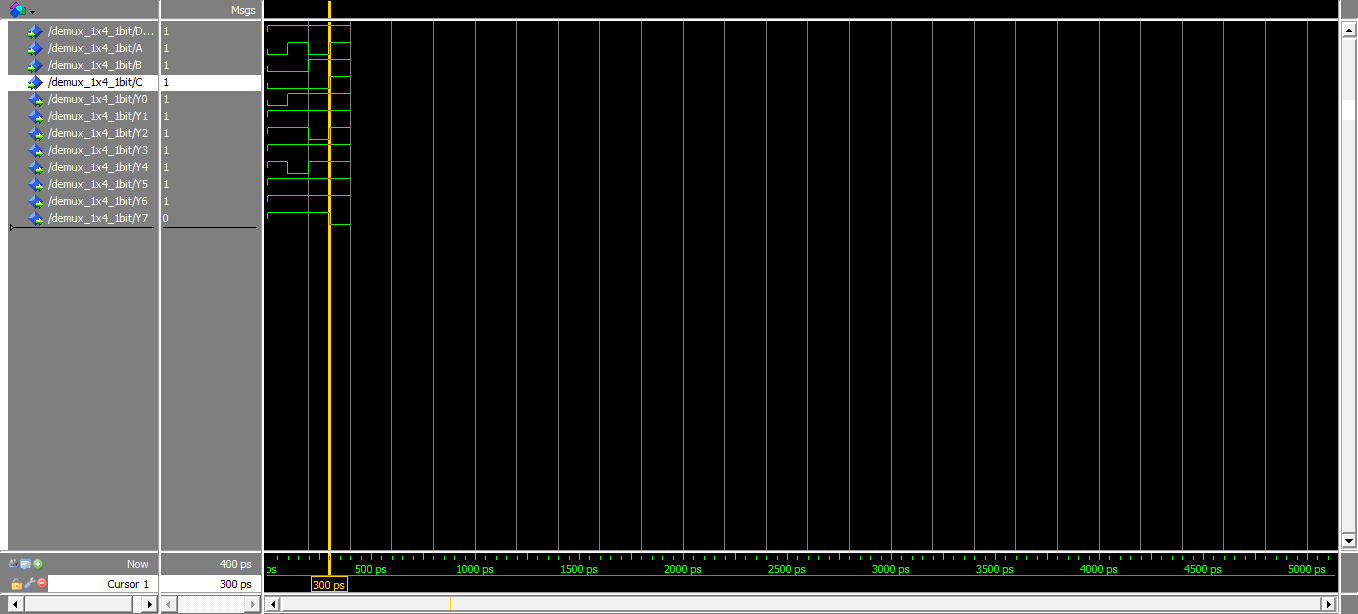 Msgs
/demux_1x4_1bit/D... 1
/demux_1x4_1bit/A 1
/demux_1x4_1bit/B 1
/demux_1x4_1bit/C 1
/demux_1x4_1bit/Y0 1
/demux_1x4_1bit/Y1 1
/demux_1x4_1bit/Y2 1
/demux_1x4_1bit/Y3 1
/demux_1x4_1bit/Y4 1
/demux_1x4_1bit/Y5 1
/demux_1x4_1bit/Y6 1
/demux_1x4_1bit/Y7 0
Now 400 ps
ps 500 ps 1000 ps 1500 ps 2000 ps 2500 ps 3000 ps 3500 ps 4000 ps 4500 ps 5000 ps
Cursor 1 300 ps
300 ps